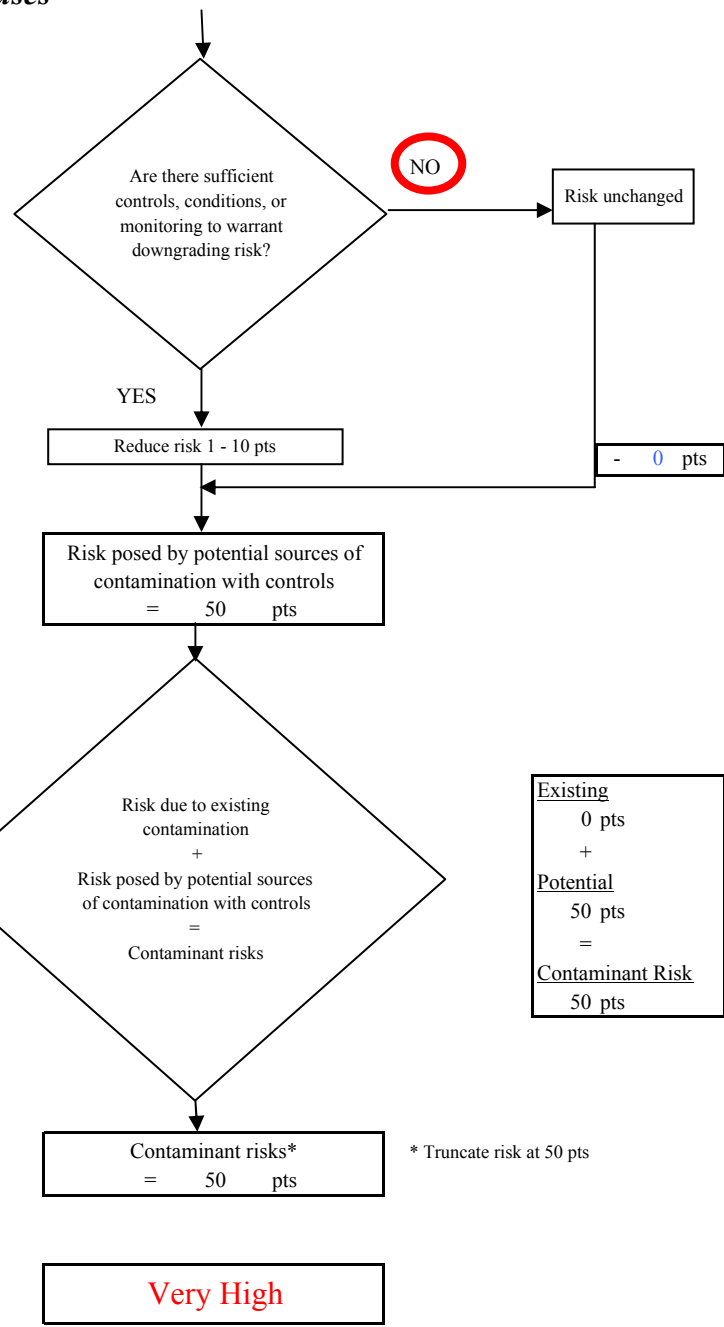 Are there sufficient
controls, conditions, or
monitoring to warrant
downgrading risk?
NO
Risk unchanged
YES
Reduce risk 1 - 10 pts
- 0 pts
Risk posed by potential sources of
contamination with controls
= 50 pts
Risk due to existing
contamination
+
Risk posed by potential sources
of contamination with controls
=
Contaminant risks
Existing
0 pts
+
Potential
50 pts
=
Contaminant Risk
50 pts
Contaminant risks*
= 50 pts
* Truncate risk at 50 pts
Very High